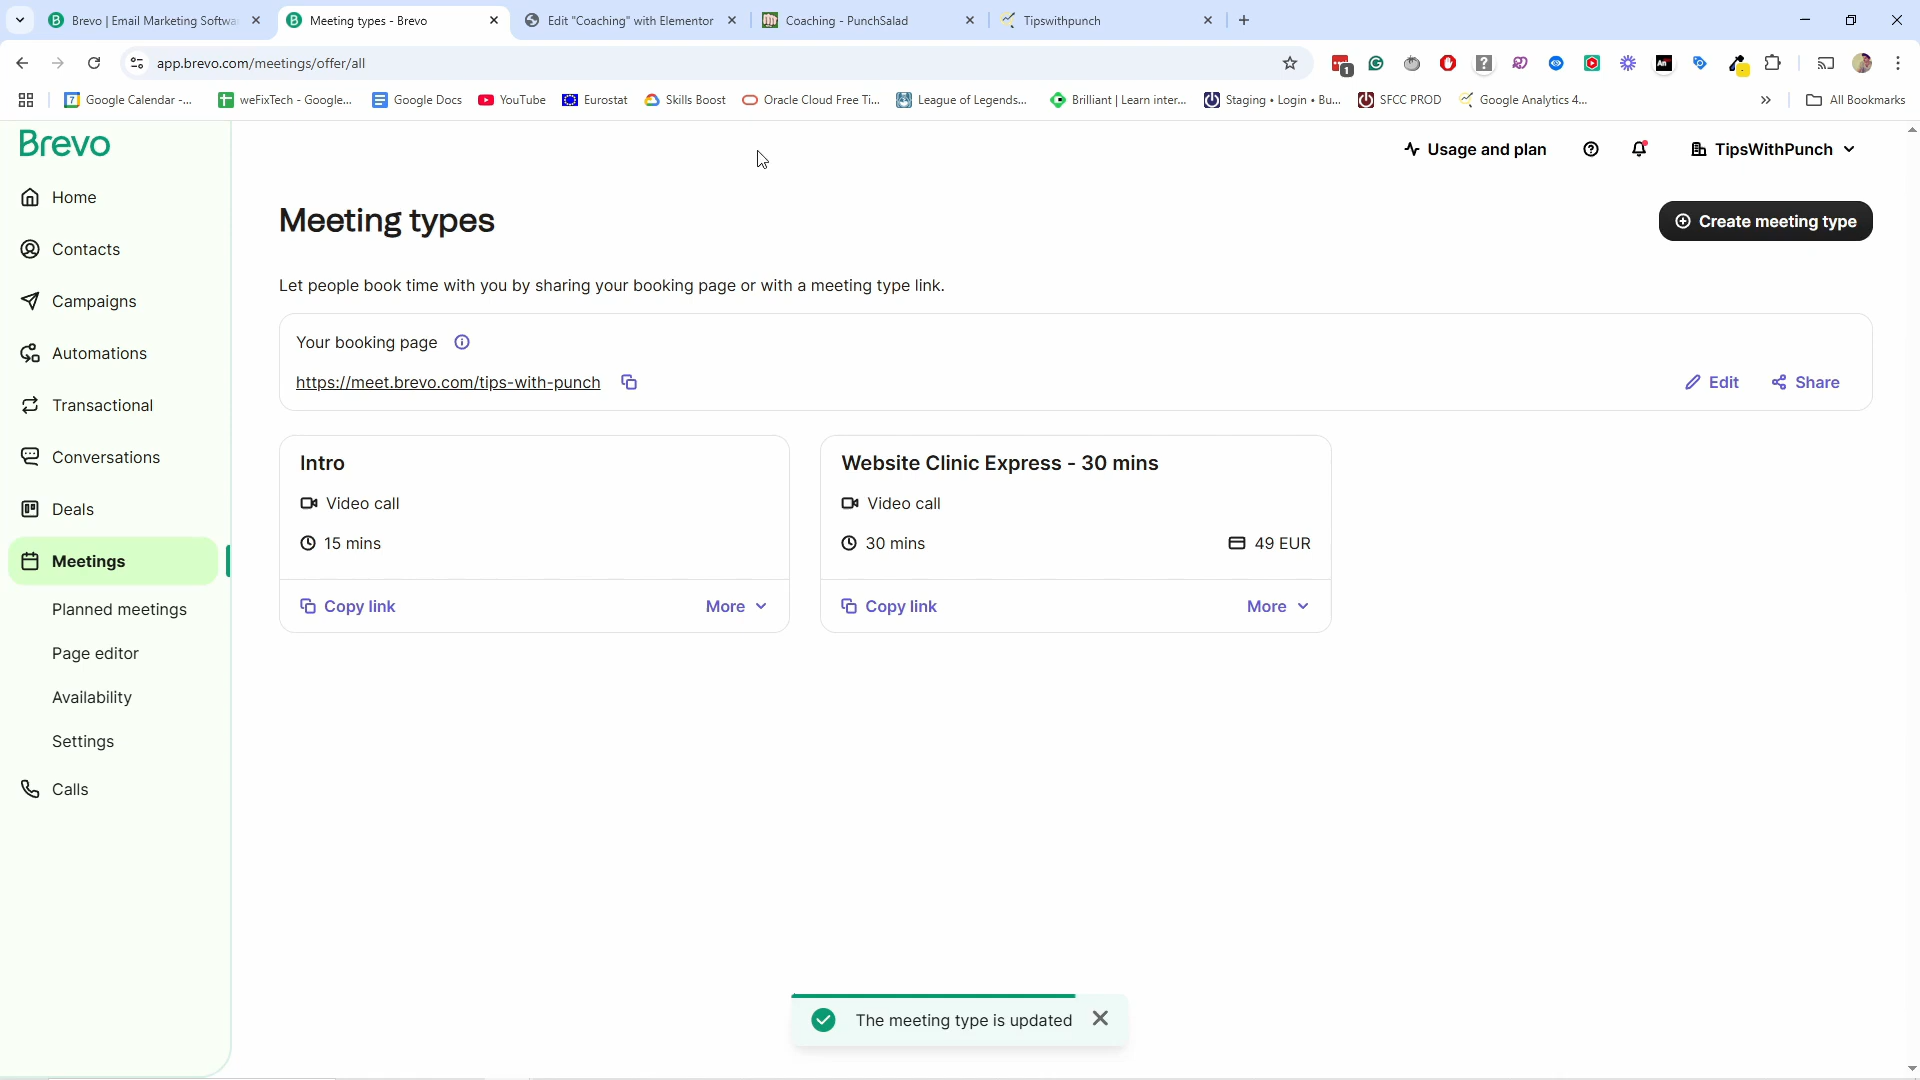 Brevo | Email Marketing Softwa
Meeting types - Brevo
Edit "Coaching" with Elementor
Coaching - PunchSalad
Tipswithpunch
app.brevo.com/meetings/offer/all
1
Google Calendar -...
weFixTech - Google...
Google Docs
YouTube
Eurostat
Skills Boost
Oracle Cloud Free Ti...
League of Legends...
Brilliant | Learn inter...
Staging • Login • Bu...
SFCC PROD
Google Analytics 4...
All Bookmarks
Brevo
Usage and plan
TipsWithPunch
Home
Contacts
Campaigns
Automations
Transactional
Conversations
Deals
Meetings
Planned meetings
Page editor
Availability
Settings
Calls
Meeting types
Create meeting type
Let people book time with you by sharing your booking page or with a meeting type link.
Your booking page
https://meet.brevo.com/tips-with-punch
Edit
Share
Intro
Video call
15 mins
Copy link
More
Website Clinic Express - 30 mins
Video call
30 mins
49 EUR
Copy link
More
The meeting type is updated